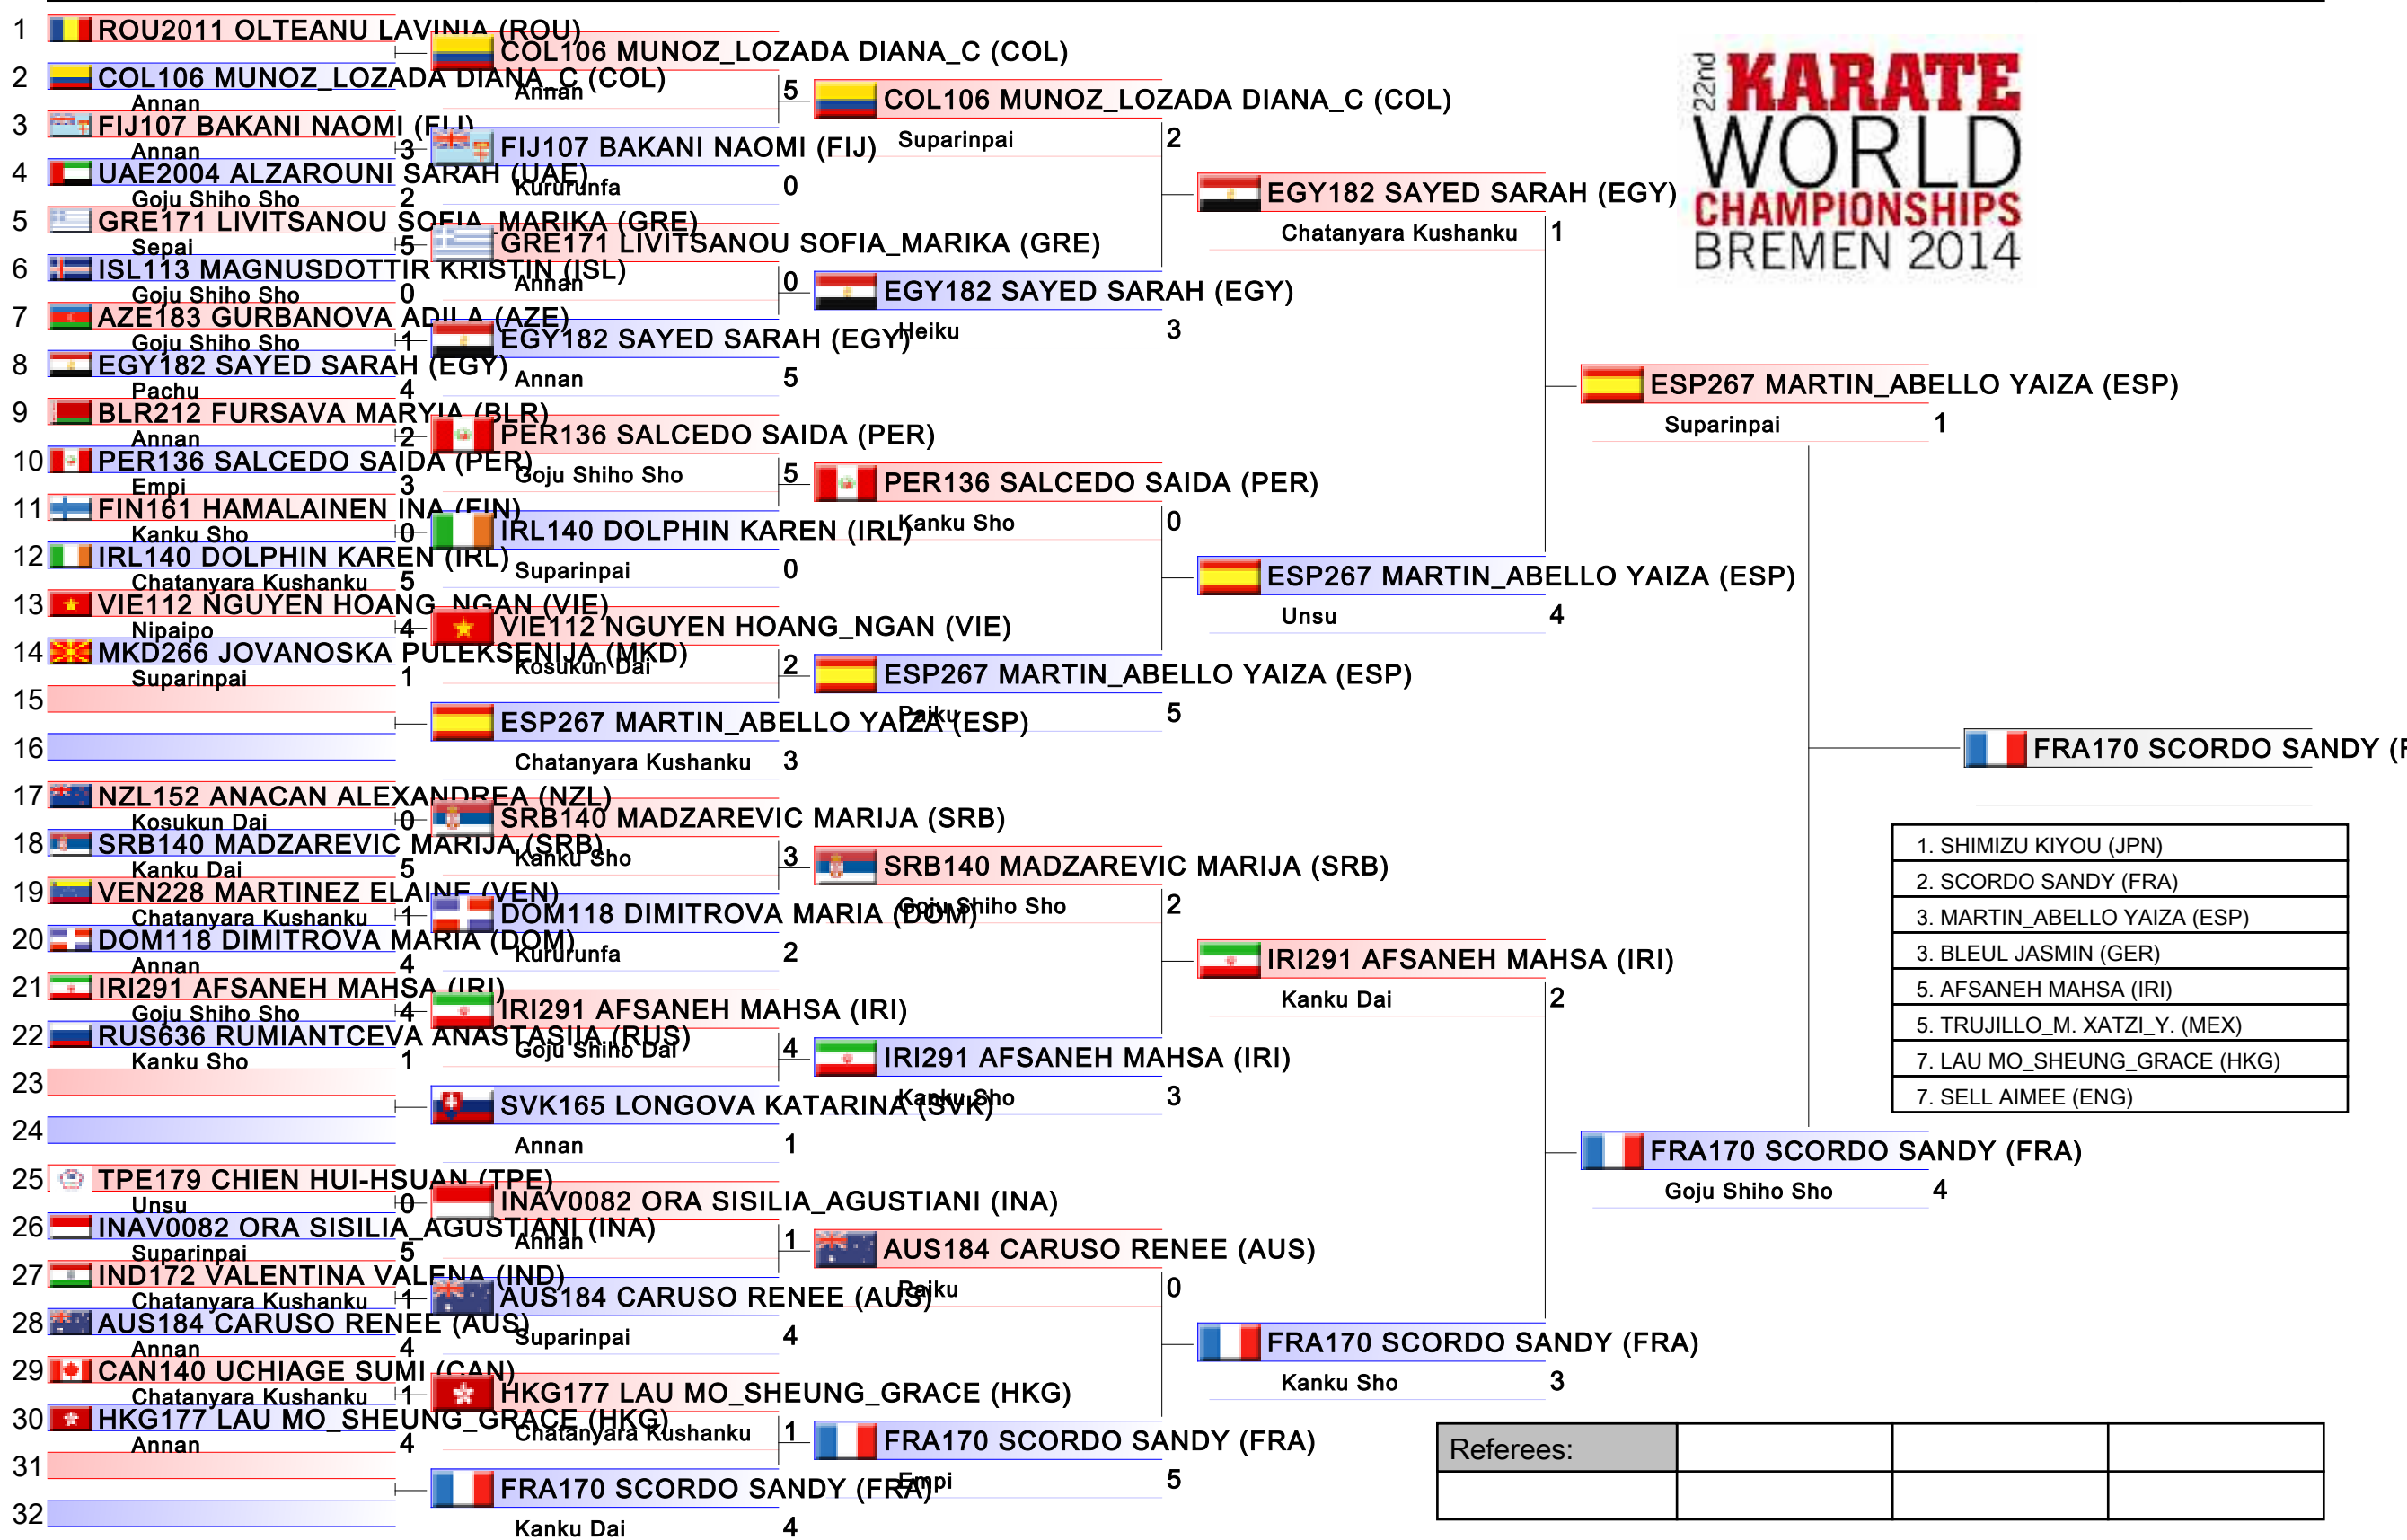 1 ROU2011 OLTEANU LAVINIA (ROU)
2 COL106 MUNOZ_LOZADA DIANA_C (COL)
Annan
3 FIJ107 BAKANI NAOMI (FIJ)
Annan 3
4 UAE2004 ALZAROUNI SARAH (UAE)
Goju Shiho Sho 2
5 GRE171 LIVITSANOU SOFIA_MARIKA (GRE)
Sepai 5
6 ISL113 MAGNUSDOTTIR KRISTIN (ISL)
Goju Shiho Sho 0
7 AZE183 GURBANOVA ADILA (AZE)
Goju Shiho Sho 1
8 EGY182 SAYED SARAH (EGY)
Pachu 4
9 BLR212 FURSAVA MARYIA (BLR)
Annan 2
10 PER136 SALCEDO SAIDA (PER)
Empi 3
11 FIN161 HAMALAINEN INA (FIN)
Kanku Sho 0
12 IRL140 DOLPHIN KAREN (IRL)
Chatanyara Kushanku 5
13 VIE112 NGUYEN HOANG_NGAN (VIE)
Nipaipo 4
14 MKD266 JOVANOSKA PULEKSENIJA (MKD)
Suparinpai 1
15
16
17 NZL152 ANACAN ALEXANDREA (NZL)
Kosukun Dai 0
18 SRB140 MADZAREVIC MARIJA (SRB)
Kanku Dai 5
19 VEN228 MARTINEZ ELAINE (VEN)
Chatanyara Kushanku 1
20 DOM118 DIMITROVA MARIA (DOM)
Annan 4
21 IRI291 AFSANEH MAHSA (IRI)
Goju Shiho Sho 4
22 RUS636 RUMIANTCEVA ANASTASIIA (RUS)
Kanku Sho 1
23
24
25 TPE179 CHIEN HUI-HSUAN (TPE)
Unsu 0
26 INAV0082 ORA SISILIA_AGUSTIANI (INA)
Suparinpai 5
27 IND172 VALENTINA VALENA (IND)
Chatanyara Kushanku 1
28 AUS184 CARUSO RENEE (AUS)
Annan 4
29 CAN140 UCHIAGE SUMI (CAN)
Chatanyara Kushanku 1
30 HKG177 LAU MO_SHEUNG_GRACE (HKG)
Annan 4
31
32
COL106 MUNOZ_LOZADA DIANA_C (COL)
Annan 5
FIJ107 BAKANI NAOMI (FIJ)
Kururunfa 0
GRE171 LIVITSANOU SOFIA_MARIKA (GRE)
Annan 0
EGY182 SAYED SARAH (EGY)
Annan 5
PER136 SALCEDO SAIDA (PER)
Goju Shiho Sho 5
IRL140 DOLPHIN KAREN (IRL)
Suparinpai 0
VIE112 NGUYEN HOANG_NGAN (VIE)
Kosukun Dai 2
ESP267 MARTIN_ABELLO YAIZA (ESP)
Chatanyara Kushanku 3
SRB140 MADZAREVIC MARIJA (SRB)
Kanku Sho 3
DOM118 DIMITROVA MARIA (DOM)
Kururunfa 2
IRI291 AFSANEH MAHSA (IRI)
Goju Shiho Dai 4
SVK165 LONGOVA KATARINA (SVK)
Annan 1
INAV0082 ORA SISILIA_AGUSTIANI (INA)
Annan 1
AUS184 CARUSO RENEE (AUS)
Suparinpai 4
HKG177 LAU MO_SHEUNG_GRACE (HKG)
Chatanyara Kushanku 1
FRA170 SCORDO SANDY (FRA)
Kanku Dai 4
COL106 MUNOZ_LOZADA DIANA_C (COL)
Suparinpai 2
EGY182 SAYED SARAH (EGY)
Heiku 3
PER136 SALCEDO SAIDA (PER)
Kanku Sho 0
ESP267 MARTIN_ABELLO YAIZA (ESP)
Paiku 5
SRB140 MADZAREVIC MARIJA (SRB)
Goju Shiho Sho 2
IRI291 AFSANEH MAHSA (IRI)
Kanku Sho 3
AUS184 CARUSO RENEE (AUS)
Paiku 0
FRA170 SCORDO SANDY (FRA)
Empi 5
EGY182 SAYED SARAH (EGY)
Chatanyara Kushanku 1
ESP267 MARTIN_ABELLO YAIZA (ESP)
Unsu 4
IRI291 AFSANEH MAHSA (IRI)
Kanku Dai 2
FRA170 SCORDO SANDY (FRA)
Kanku Sho 3
ESP267 MARTIN_ABELLO YAIZA (ESP)
Suparinpai 1
FRA170 SCORDO SANDY (FRA)
Goju Shiho Sho 4
FRA170 SCORDO SANDY (F
22nd KARATE
WORLD
CHAMPIONSHIPS
BREMEN 2014
1. SHIMIZU KIYOU (JPN)
2. SCORDO SANDY (FRA)
3. MARTIN_ABELLO YAIZA (ESP)
3. BLEUL JASMIN (GER)
5. AFSANEH MAHSA (IRI)
5. TRUJILLO_M. XATZI_Y. (MEX)
7. LAU MO_SHEUNG_GRACE (HKG)
7. SELL AIMEE (ENG)
Referees: